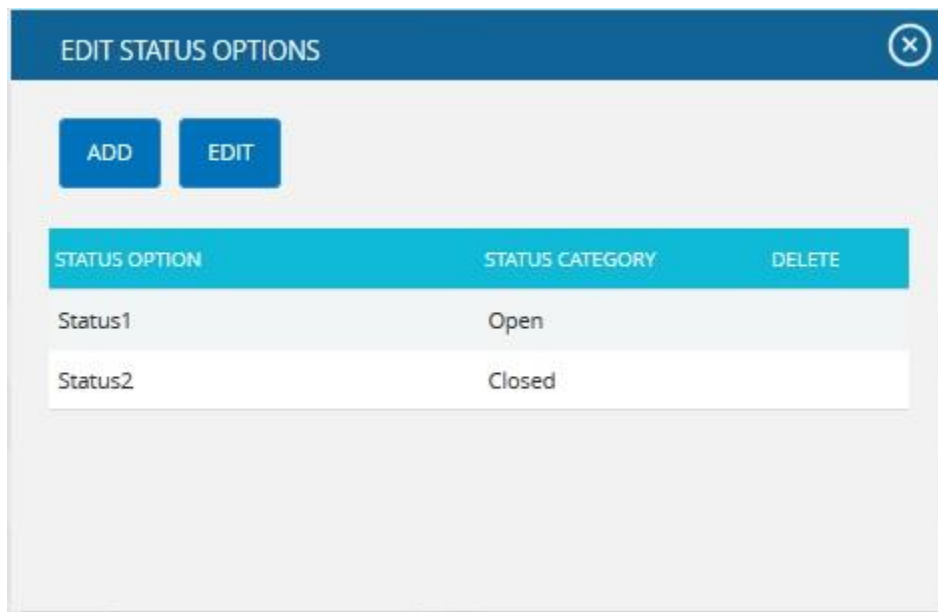 EDIT STATUS OPTIONS
ADD EDIT
STATUS OPTION STATUS CATEGORY DELETE
Status1 Open
Status2 Closed